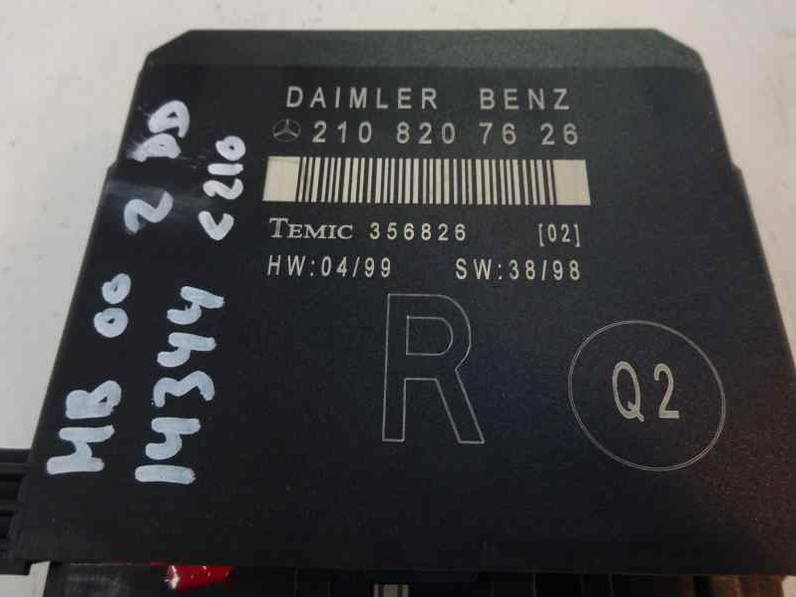 DAIMLER BENZ
210 820 76 26
TEMIC 356826 [02]
HW:04/99 SW:38/98
R
Q2
MB 00 2 DD
14344 C210